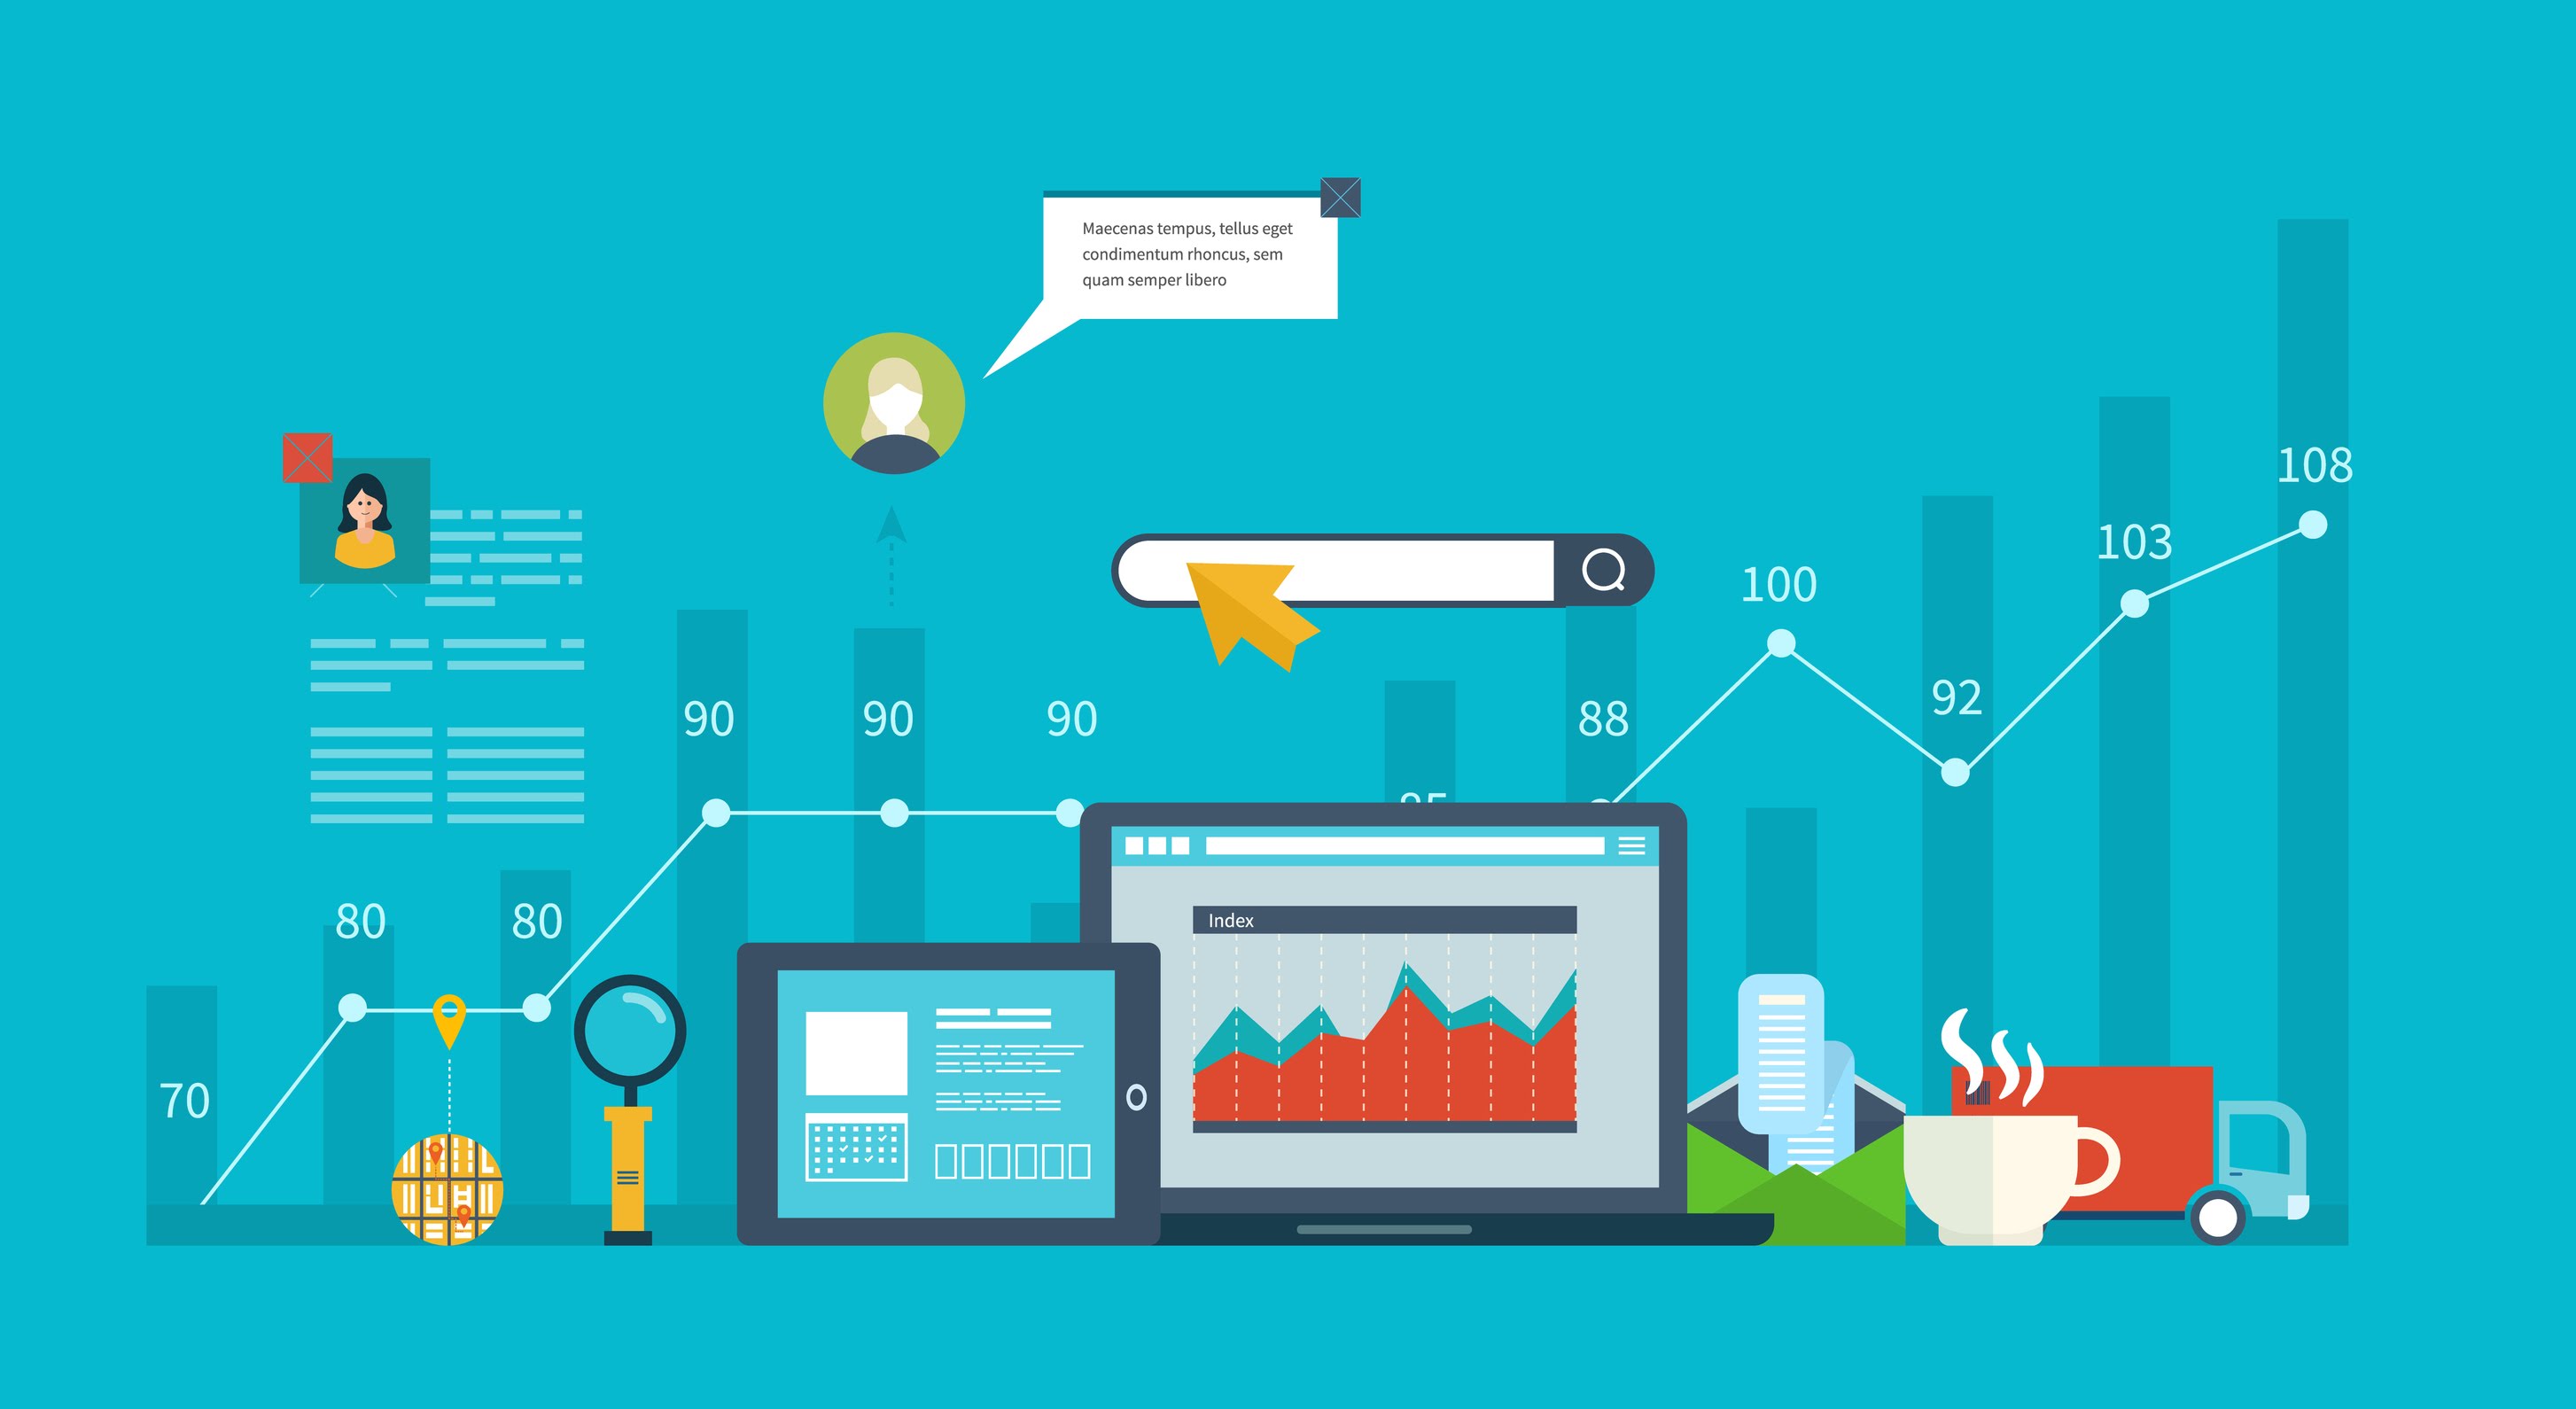 Maecenas tempus, tellus eget
condimentum rhoncus, sem
quam semper libero
108
103
100
92
90
90
90
88
80
80
Index
70